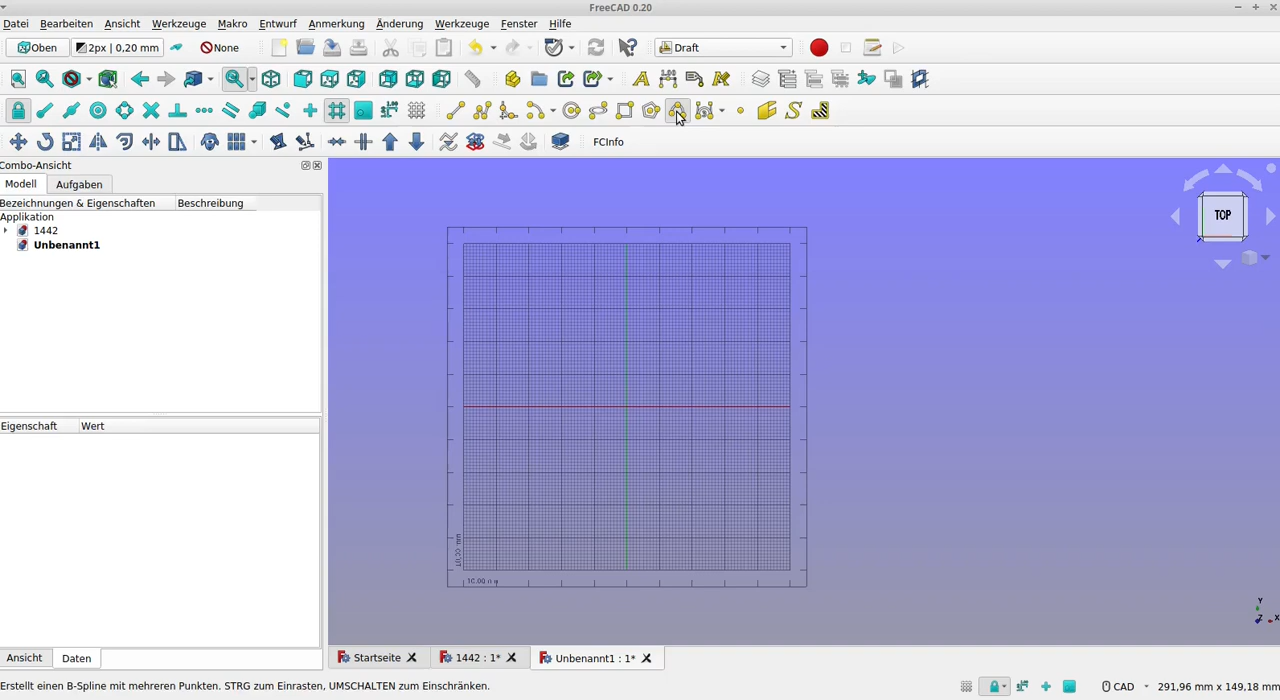 FreeCAD 0.20
Datei Bearbeiten Ansicht Werkzeuge Makro Entwurf Anmerkung Änderung Werkzeuge Fenster Hilfe
Oben 2px | 0,20 mm None Draft
FCInfo
Combo-Ansicht
Modell Aufgaben
Bezeichnungen & Eigenschaften Beschreibung
Applikation
1442
Unbenannt1
TOP
Eigenschaft Wert
Y
Z X
Startseite 1442 : 1* Unbenannt1 : 1*
Ansicht Daten
Erstellt einen B-Spline mit mehreren Punkten. STRG zum Einrasten, UMSCHALTEN zum Einschränken. CAD 291,96 mm x 149,18 mm